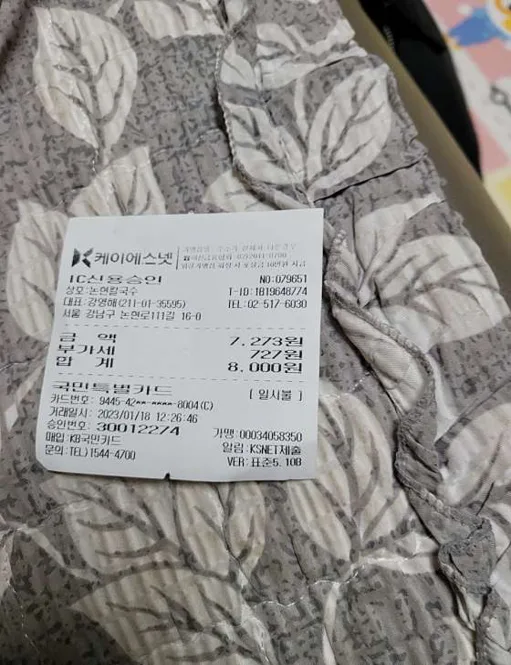 케이에스넷
IC신용승인 NO:079651
상호:논현칼국수 T-ID:1819648774
대표:강영해(211-01-35595) TEL:02-517-6030
서울 강남구 논현로111길 16-0
금 액 7,273원
부가세 727원
합 계 8,000원
국민특별카드 [일시불]
카드번호: 9445-42**-****-8004(C)
거래일시: 2023/01/18 12:26:46
승인번호: 30012274 가맹:00034058350
매입:KB국민카드 알림:KSNET제출
문의:TEL)1544-4700 VER:표준5.10B